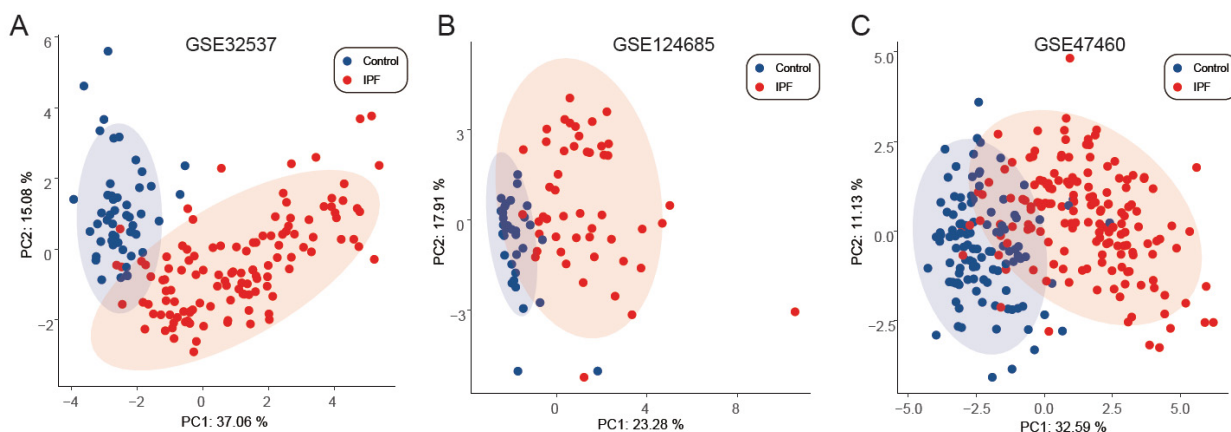 A
GSE32537
Control
IPF
6
4
2
0
−2
PC2: 15.08 %
−4
−2
0
2
4
PC1: 37.06 %
B
GSE124685
Control
IPF
3
0
−3
PC2: 17.91 %
0
4
8
PC1: 23.28 %
C
GSE47460
Control
IPF
5.0
2.5
0.0
−2.5
PC2: 11.13 %
−5.0
−2.5
0.0
2.5
5.0
PC1: 32.59 %